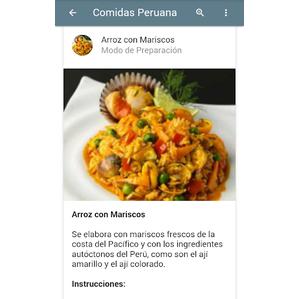 Comidas Peruana
Arroz con Mariscos
Modo de Preparación
Arroz con Mariscos
Se elabora con mariscos frescos de la
costa del Pacífico y con los ingredientes
autóctonos del Perú, como son el ají
amarillo y el ají colorado.
Instrucciones: